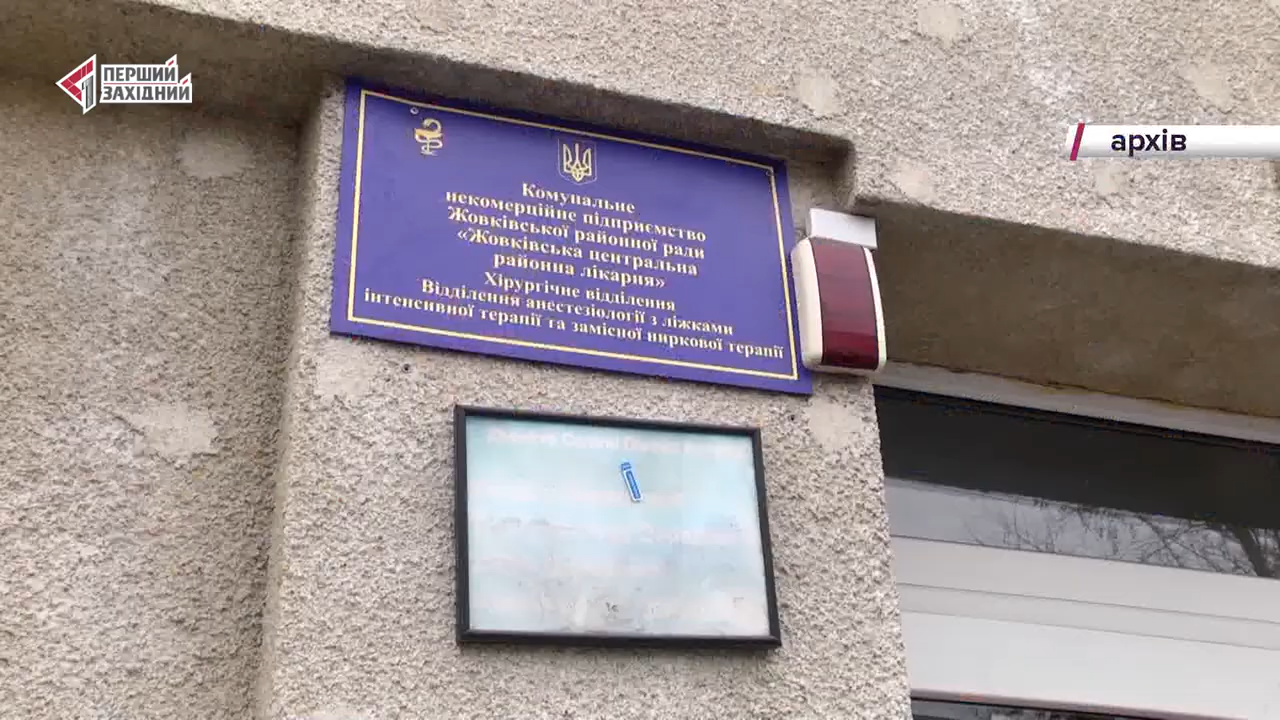 ПЕРШИЙ
ЗАХІДНИЙ
архів
Комунальне
некомерційне підприємство
Жовківської районної ради
«Жовківська центральна
районна лікарня»
Хірургічне відділення
Відділення анестезіології з ліжками
інтенсивної терапії та замісної ниркової терапії